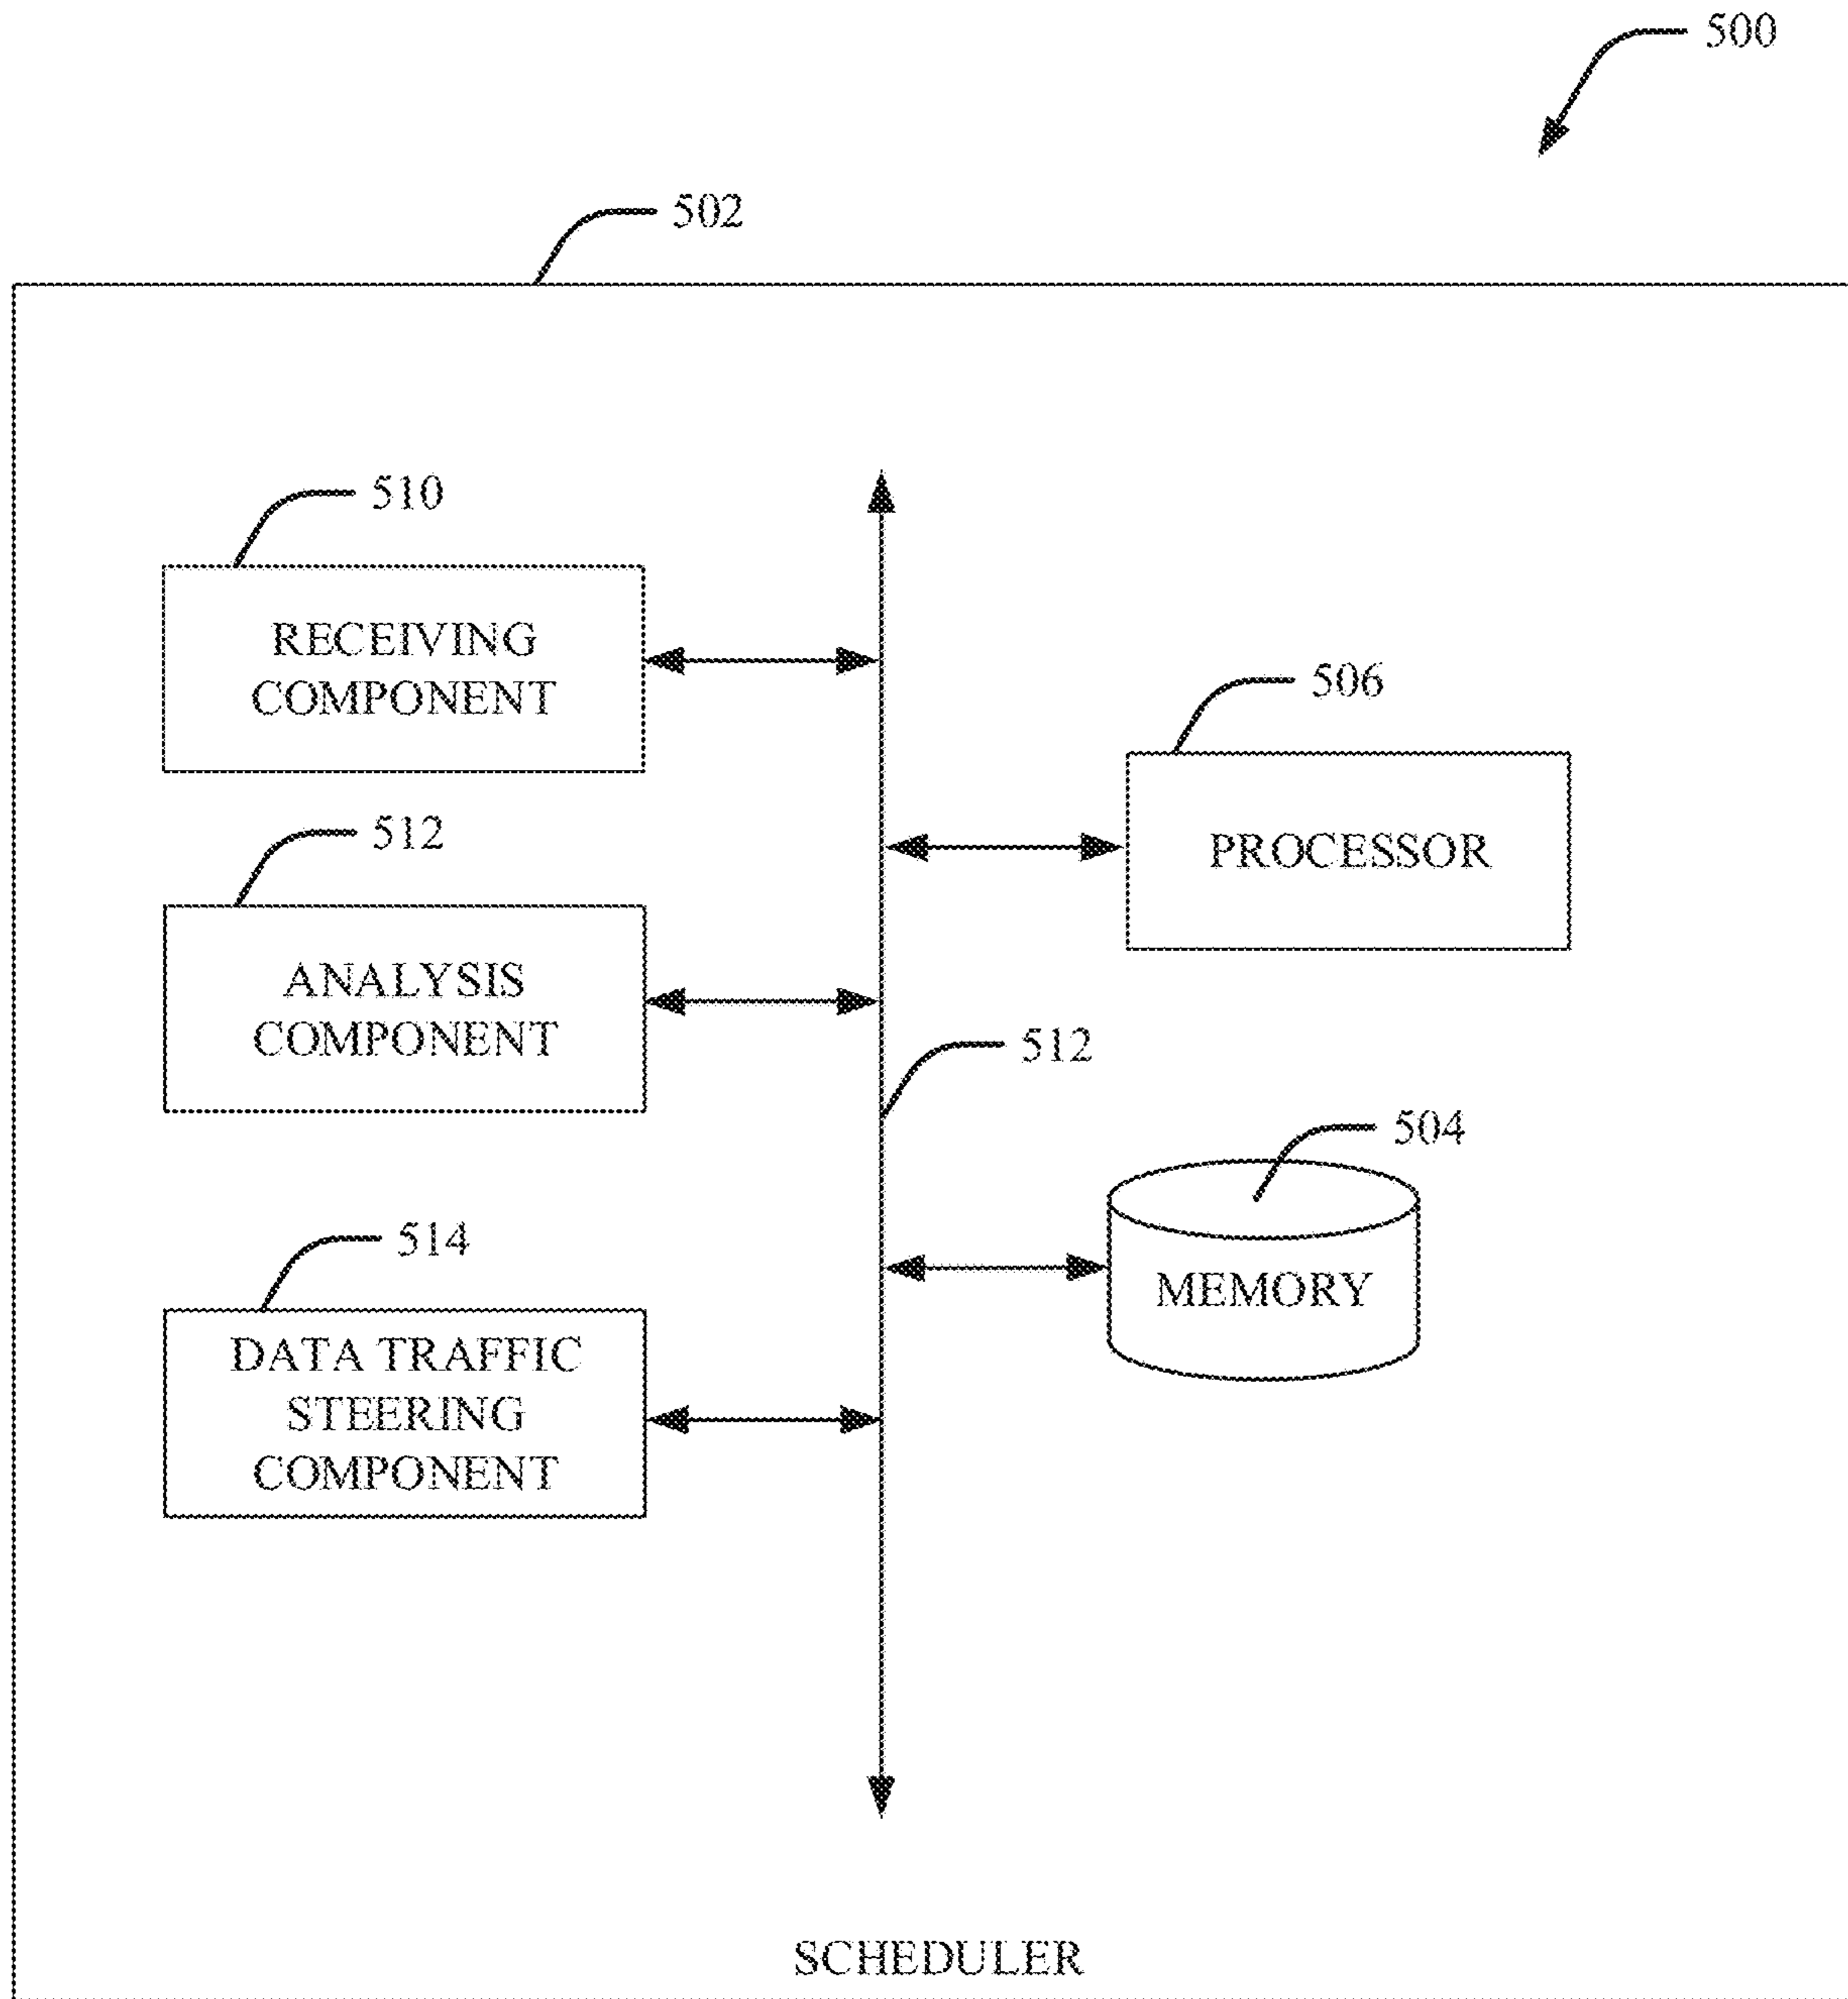 500
502
510
RECEIVING
COMPONENT
506
PROCESSOR
512
ANALYSIS
COMPONENT
512
504
MEMORY
514
DATA TRAFFIC
STEERING
COMPONENT
SCHEDULER